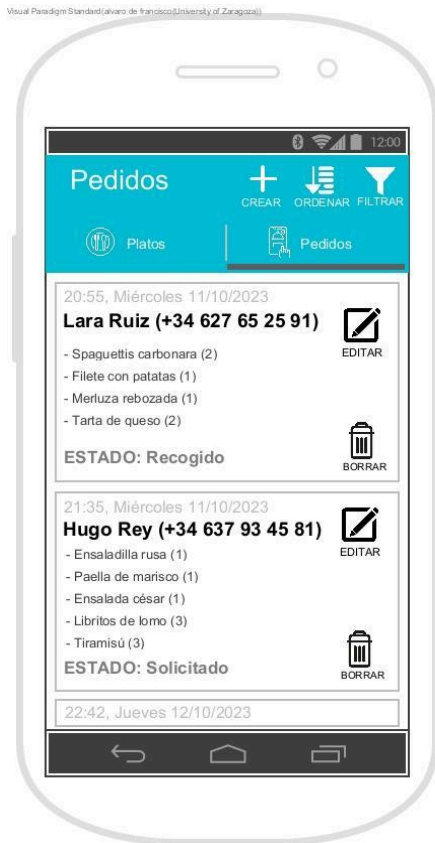 Visual Paradigm Standard(alvaro de francisco(University of Zaragoza))
12:00
Pedidos
CREAR ORDENAR FILTRAR
Platos Pedidos
20:55, Miércoles 11/10/2023
Lara Ruiz (+34 627 65 25 91)
EDITAR
- Spaguettis carbonara (2)
- Filete con patatas (1)
- Merluza rebozada (1)
- Tarta de queso (2)
ESTADO: Recogido
BORRAR
21:35, Miércoles 11/10/2023
Hugo Rey (+34 637 93 45 81)
EDITAR
- Ensaladilla rusa (1)
- Paella de marisco (1)
- Ensalada césar (1)
- Libritos de lomo (3)
- Tiramisú (3)
ESTADO: Solicitado
BORRAR
22:42, Jueves 12/10/2023